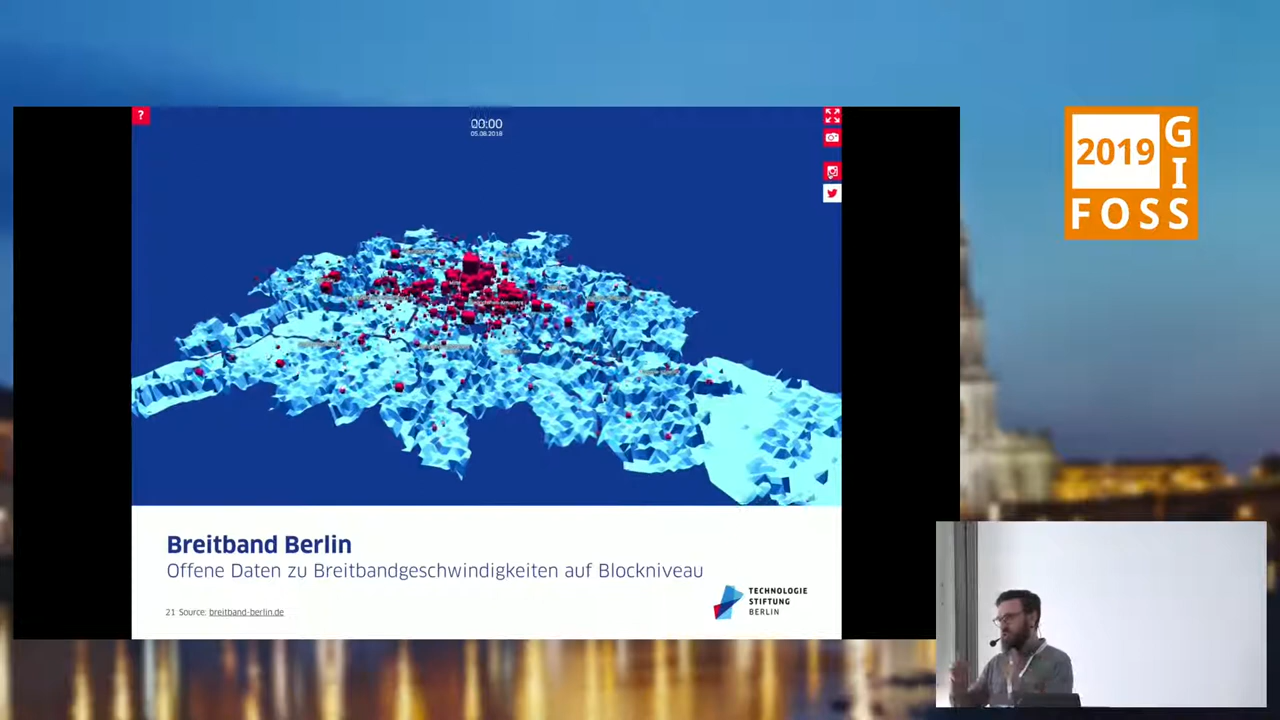 ?
00:00
05.08.2018
Breitband Berlin
Offene Daten zu Breitbandgeschwindigkeiten auf Blockniveau
21 Source: breitband-berlin.de
TECHNOLOGIE
STIFTUNG
BERLIN
2019
GIS
FOSS